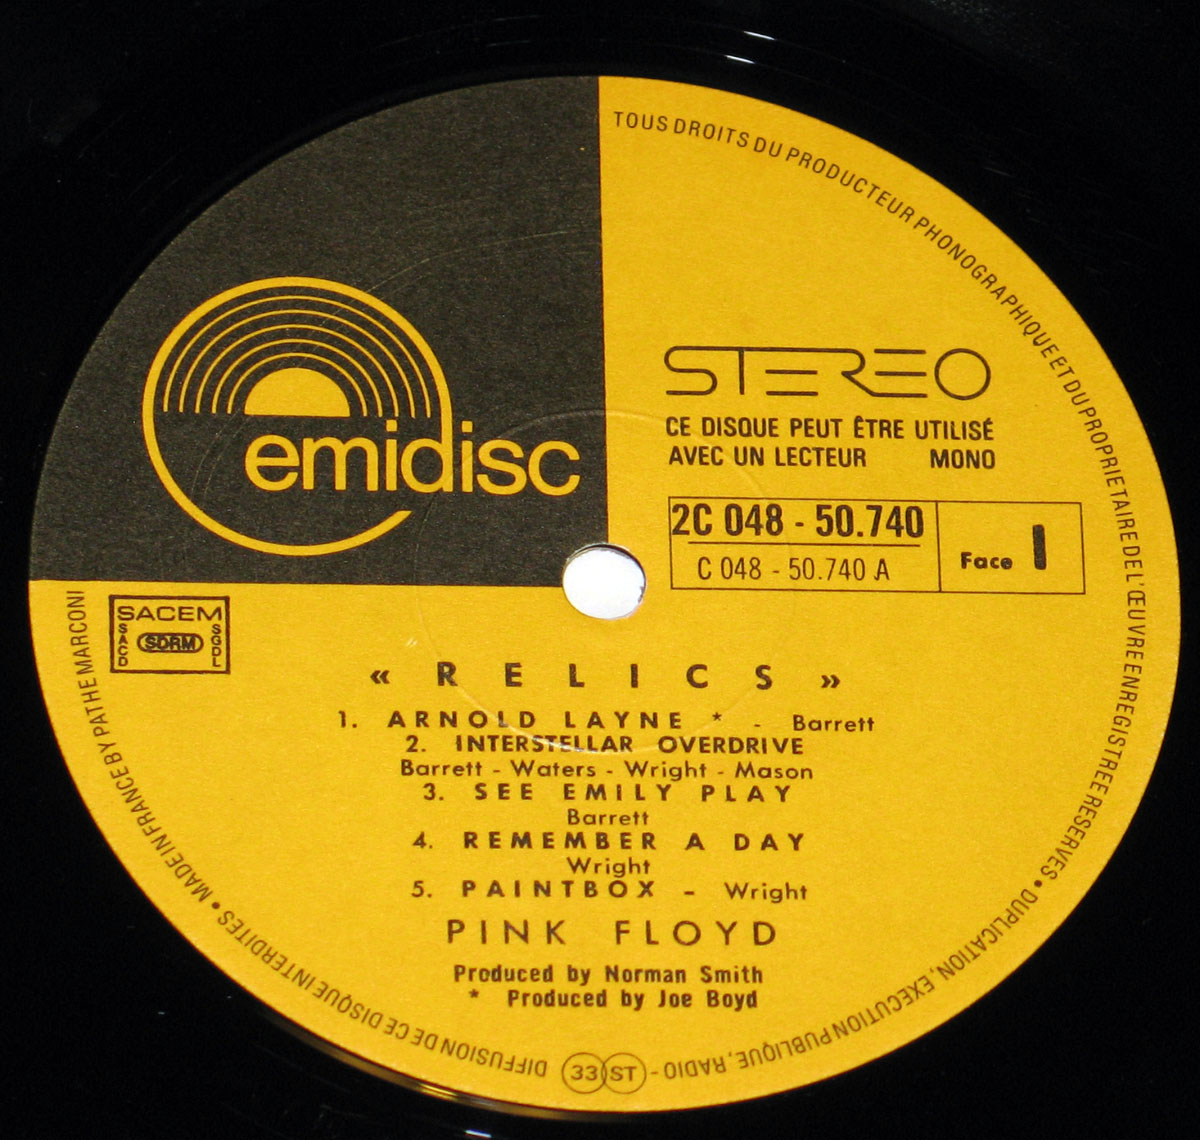 TOUS DROITS DU PRODUCTEUR PHONOGRAPHIQUE ET DU PROPRIETAIRE DE L'ŒUVRE ENREGISTREE RESERVES • DUPLICATION, EXECUTION PUBLIQUE, RADIO - DIFFUSION DE CE DISQUE INTERDITES • MADE IN FRANCE BY PATHE MARCONI
emidisc
STEREO
CE DISQUE PEUT ÊTRE UTILISÉ
AVEC UN LECTEUR MONO
2C 048 - 50.740
C 048 - 50.740 A
Face 1
SACEM
SACD
SDRM
SGDL
« RELICS »
1. ARNOLD LAYNE * - Barrett
2. INTERSTELLAR OVERDRIVE
Barrett - Waters - Wright - Mason
3. SEE EMILY PLAY
Barrett
4. REMEMBER A DAY
Wright
5. PAINTBOX - Wright
PINK FLOYD
Produced by Norman Smith
* Produced by Joe Boyd
33 ST